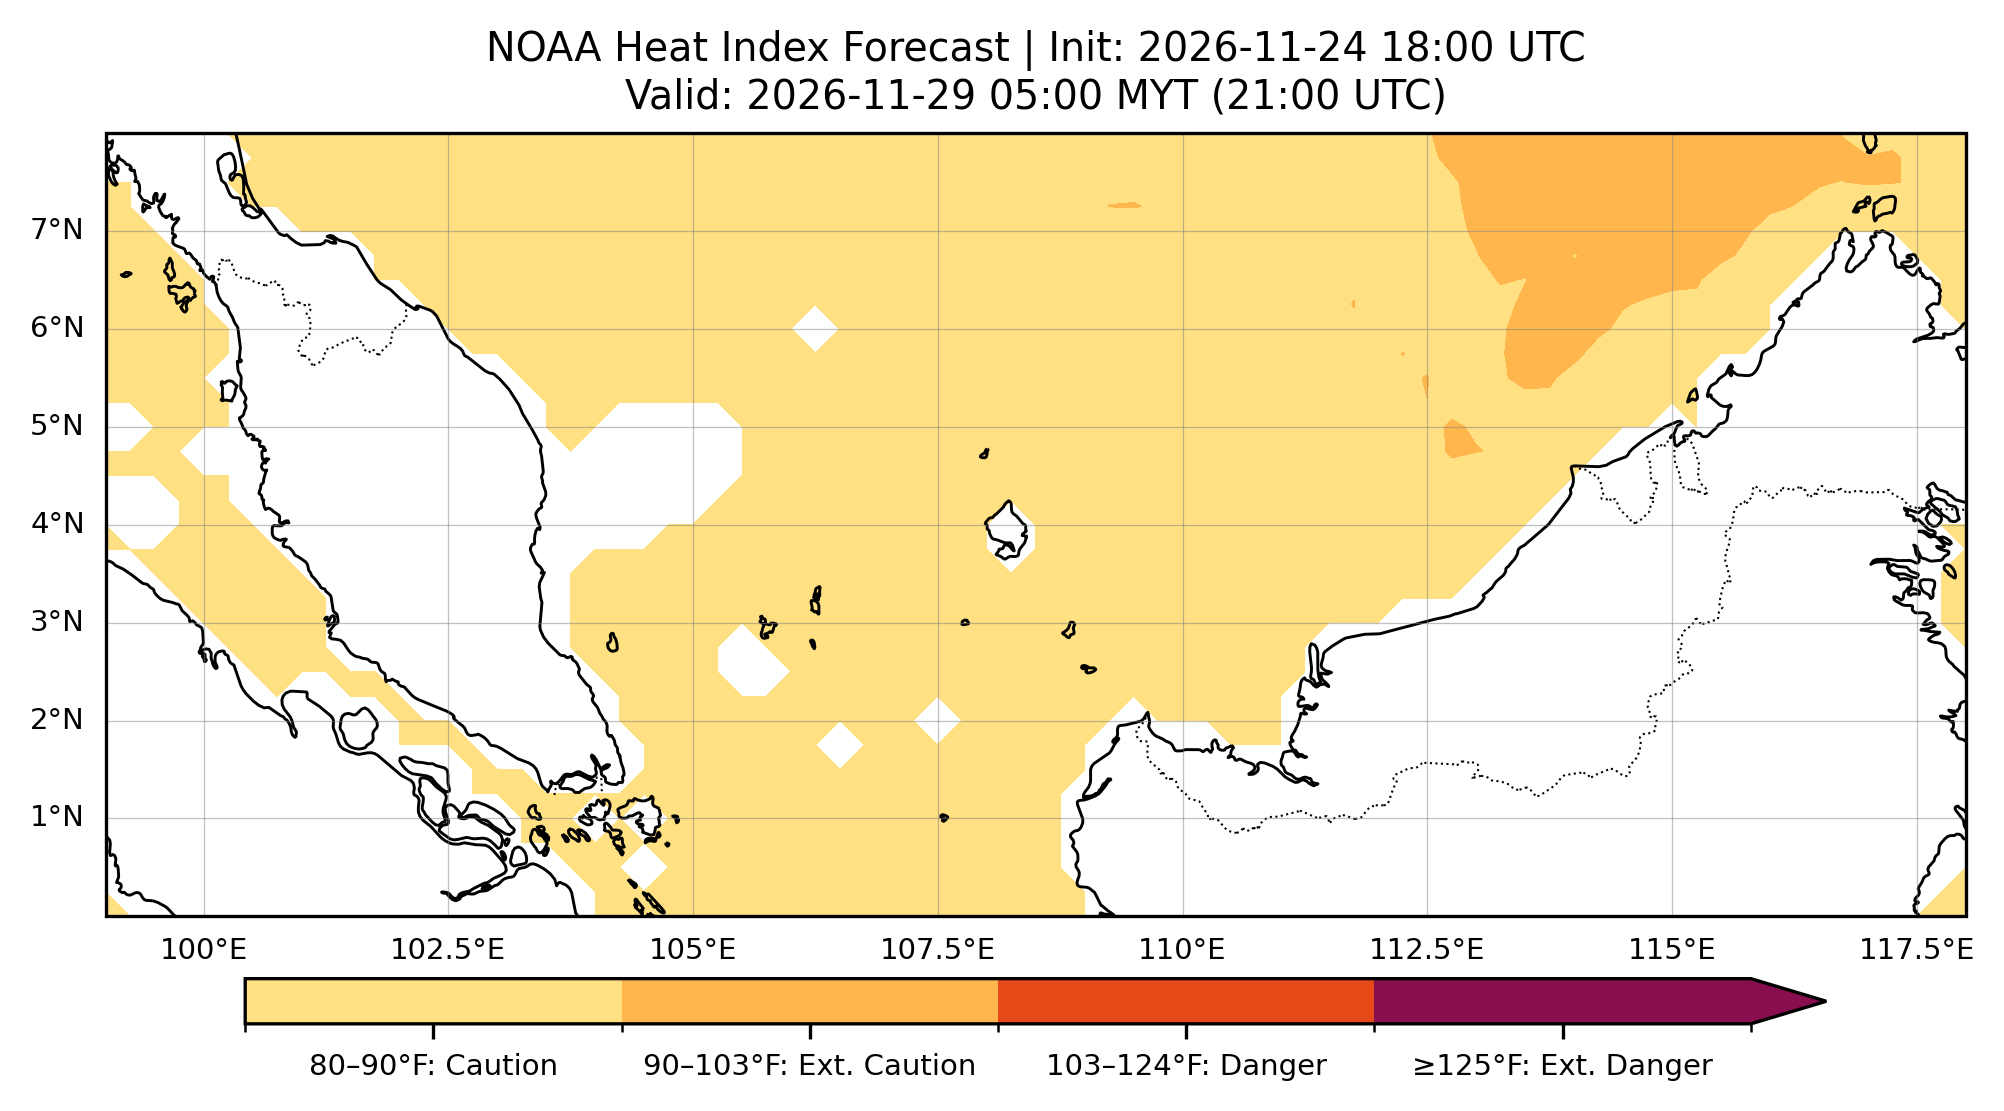 NOAA Heat Index Forecast | Init: 2026-11-24 18:00 UTC
Valid: 2026-11-29 05:00 MYT (21:00 UTC)
7°N
6°N
5°N
4°N
3°N
2°N
1°N
100°E 102.5°E 105°E 107.5°E 110°E 112.5°E 115°E 117.5°E
80–90°F: Caution 90–103°F: Ext. Caution 103–124°F: Danger ≥125°F: Ext. Danger